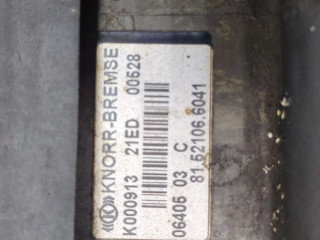 KNORR-BREMSE
K000913 21ED 00528
06405 03 C
81.52106.6041